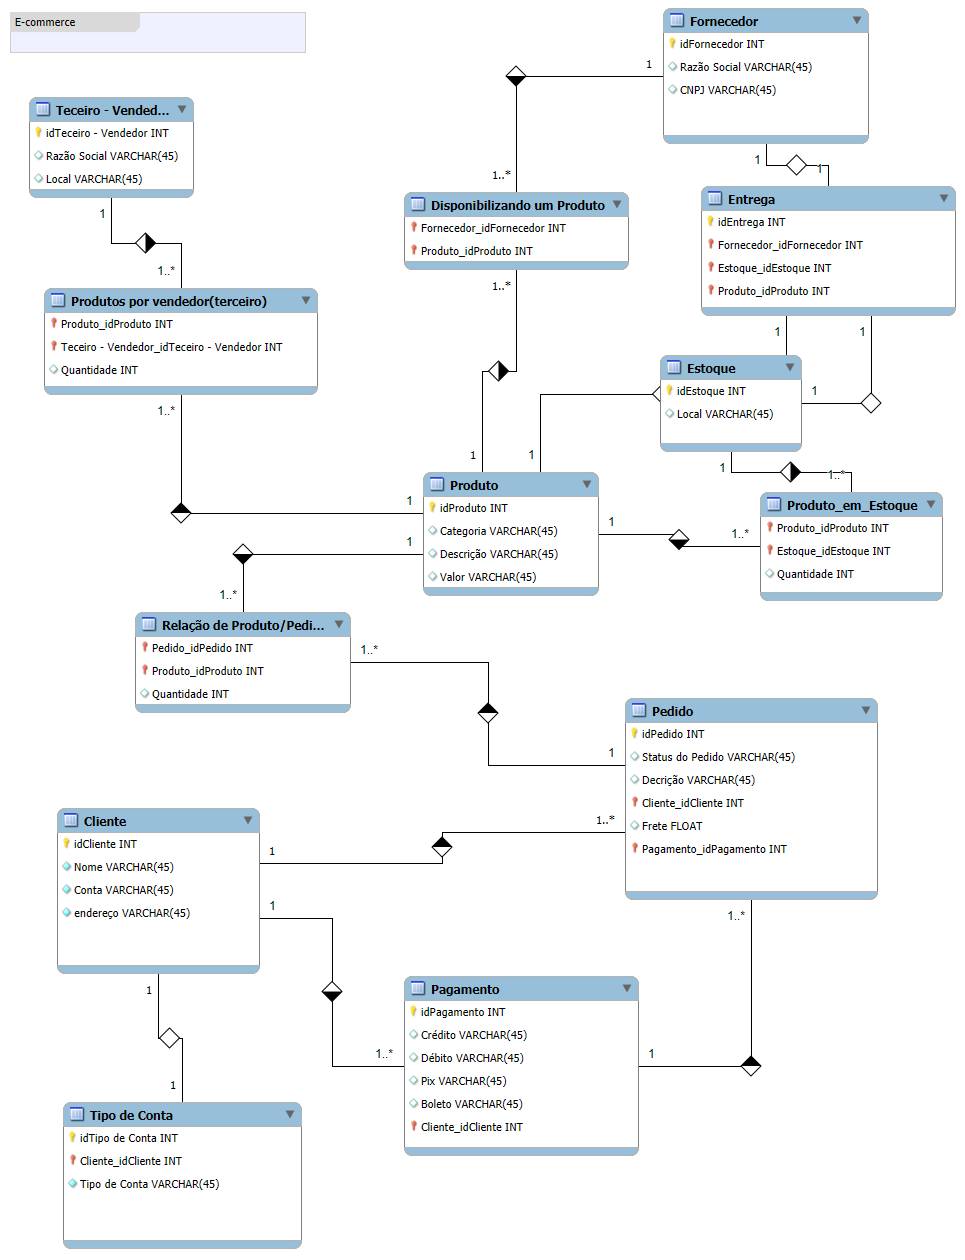 E-commerce
Fornecedor
idFornecedor INT
Razão Social VARCHAR(45)
CNPJ VARCHAR(45)
1
1
1
1..*
Teceiro - Vended...
idTeceiro - Vendedor INT
Razão Social VARCHAR(45)
Local VARCHAR(45)
1
1..*
Disponibilizando um Produto
Fornecedor_idFornecedor INT
Produto_idProduto INT
1..*
1
Entrega
idEntrega INT
Fornecedor_idFornecedor INT
Estoque_idEstoque INT
Produto_idProduto INT
1
1
Produtos por vendedor(terceiro)
Produto_idProduto INT
Teceiro - Vendedor_idTeceiro - Vendedor INT
Quantidade INT
1..*
1
Estoque
idEstoque INT
Local VARCHAR(45)
1
1
1..*
1
Produto
idProduto INT
Categoria VARCHAR(45)
Descrição VARCHAR(45)
Valor VARCHAR(45)
1
1..*
Produto_em_Estoque
Produto_idProduto INT
Estoque_idEstoque INT
Quantidade INT
1
1..*
Relação de Produto/Pedi...
Pedido_idPedido INT
Produto_idProduto INT
Quantidade INT
1..*
1
Pedido
idPedido INT
Status do Pedido VARCHAR(45)
Decrição VARCHAR(45)
Cliente_idCliente INT
Frete FLOAT
Pagamento_idPagamento INT
1..*
1..*
Cliente
idCliente INT
Nome VARCHAR(45)
Conta VARCHAR(45)
endereço VARCHAR(45)
1
1
1
1..*
1
Pagamento
idPagamento INT
Crédito VARCHAR(45)
Débito VARCHAR(45)
Pix VARCHAR(45)
Boleto VARCHAR(45)
Cliente_idCliente INT
1
Tipo de Conta
idTipo de Conta INT
Cliente_idCliente INT
Tipo de Conta VARCHAR(45)